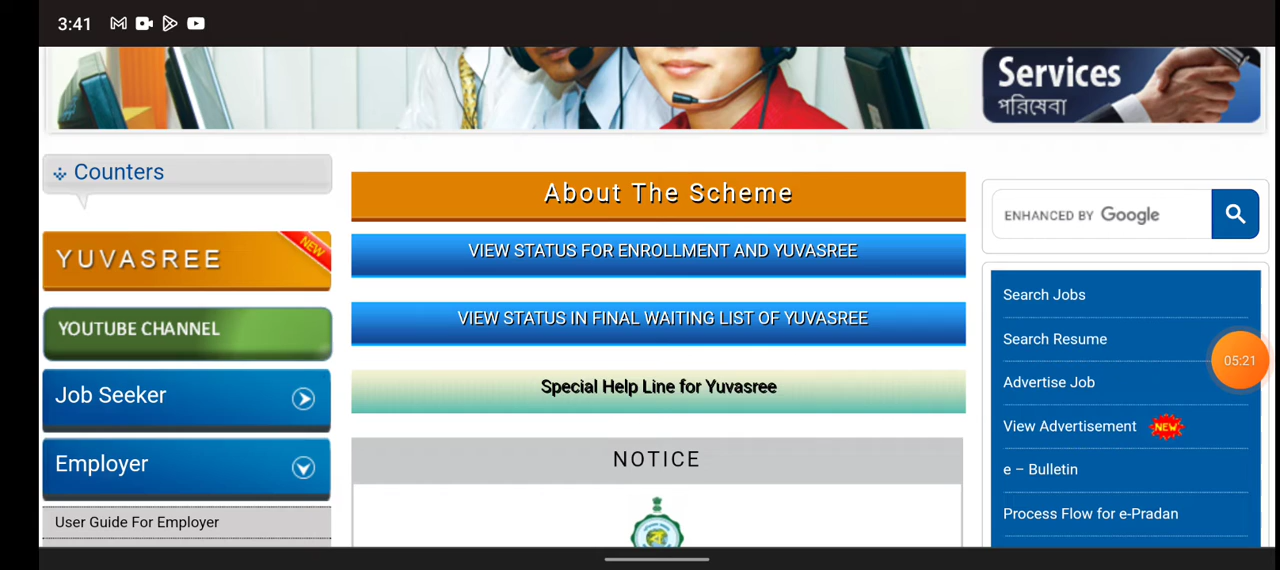 3:41
Services
পরিষেবা
Counters
YUVASREE
NEW
YOUTUBE CHANNEL
Job Seeker
Employer
User Guide For Employer
About The Scheme
VIEW STATUS FOR ENROLLMENT AND YUVASREE
VIEW STATUS IN FINAL WAITING LIST OF YUVASREE
Special Help Line for Yuvasree
NOTICE
ENHANCED BY Google
Search Jobs
Search Resume
Advertise Job
View Advertisement NEW
e – Bulletin
Process Flow for e-Pradan
05:21